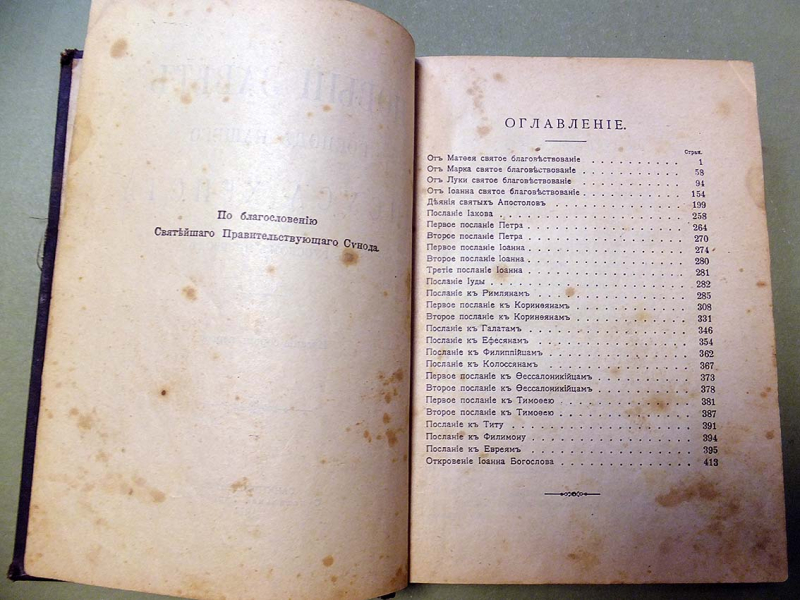 По благословенію
Святѣйшаго Правительствующаго Сѵнода.
ОГЛАВЛЕНІЕ.
Стран.
Отъ Матѳея святое благовѣствованіе . . . . . . . . . . 1
Отъ Марка святое благовѣствованіе . . . . . . . . . . 58
Отъ Луки святое благовѣствованіе . . . . . . . . . . 94
Отъ Іоанна святое благовѣствованіе . . . . . . . . . . 154
Дѣянія святыхъ Апостоловъ . . . . . . . . . . 199
Посланіе Іакова . . . . . . . . . . 258
Первое посланіе Петра . . . . . . . . . . 264
Второе посланіе Петра . . . . . . . . . . 270
Первое посланіе Іоанна . . . . . . . . . . 274
Второе посланіе Іоанна . . . . . . . . . . 280
Третіе посланіе Іоанна . . . . . . . . . . 281
Посланіе Іуды . . . . . . . . . . 282
Посланіе къ Римлянамъ . . . . . . . . . . 285
Первое посланіе къ Коринѳянамъ . . . . . . . . . . 308
Второе посланіе къ Коринѳянамъ . . . . . . . . . . 331
Посланіе къ Галатамъ . . . . . . . . . . 346
Посланіе къ Ефесянамъ . . . . . . . . . . 354
Посланіе къ Филиппійцамъ . . . . . . . . . . 362
Посланіе къ Колоссянамъ . . . . . . . . . . 367
Первое посланіе къ Ѳессалоникійцамъ . . . . . . . . . . 373
Второе посланіе къ Ѳессалоникійцамъ . . . . . . . . . . 378
Первое посланіе къ Тимоѳею . . . . . . . . . . 381
Второе посланіе къ Тимоѳею . . . . . . . . . . 387
Посланіе къ Титу . . . . . . . . . . 391
Посланіе къ Филимону . . . . . . . . . . 394
Посланіе къ Евреямъ . . . . . . . . . . 395
Откровеніе Іоанна Богослова . . . . . . . . . . 413